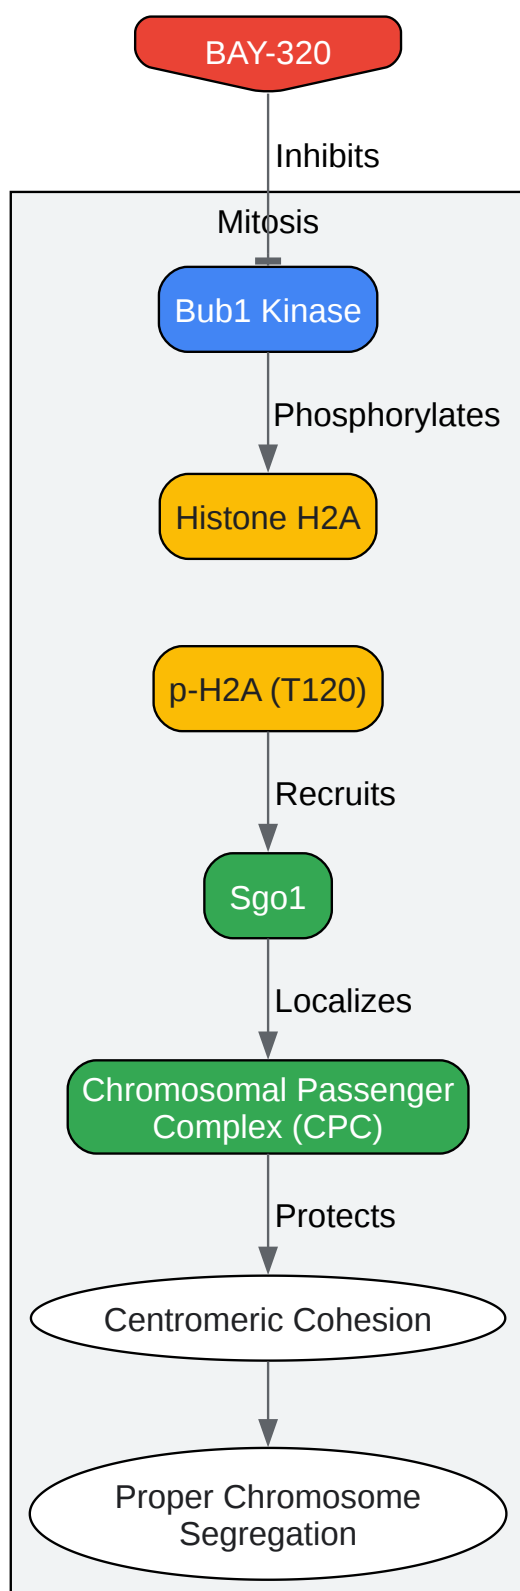 BAY-320
Inhibits
Mitosis
Bub1 Kinase
Phosphorylates
Histone H2A
p-H2A (T120)
Recruits
Sgo1
Localizes
Chromosomal Passenger
Complex (CPC)
Protects
Centromeric Cohesion
Proper Chromosome
Segregation